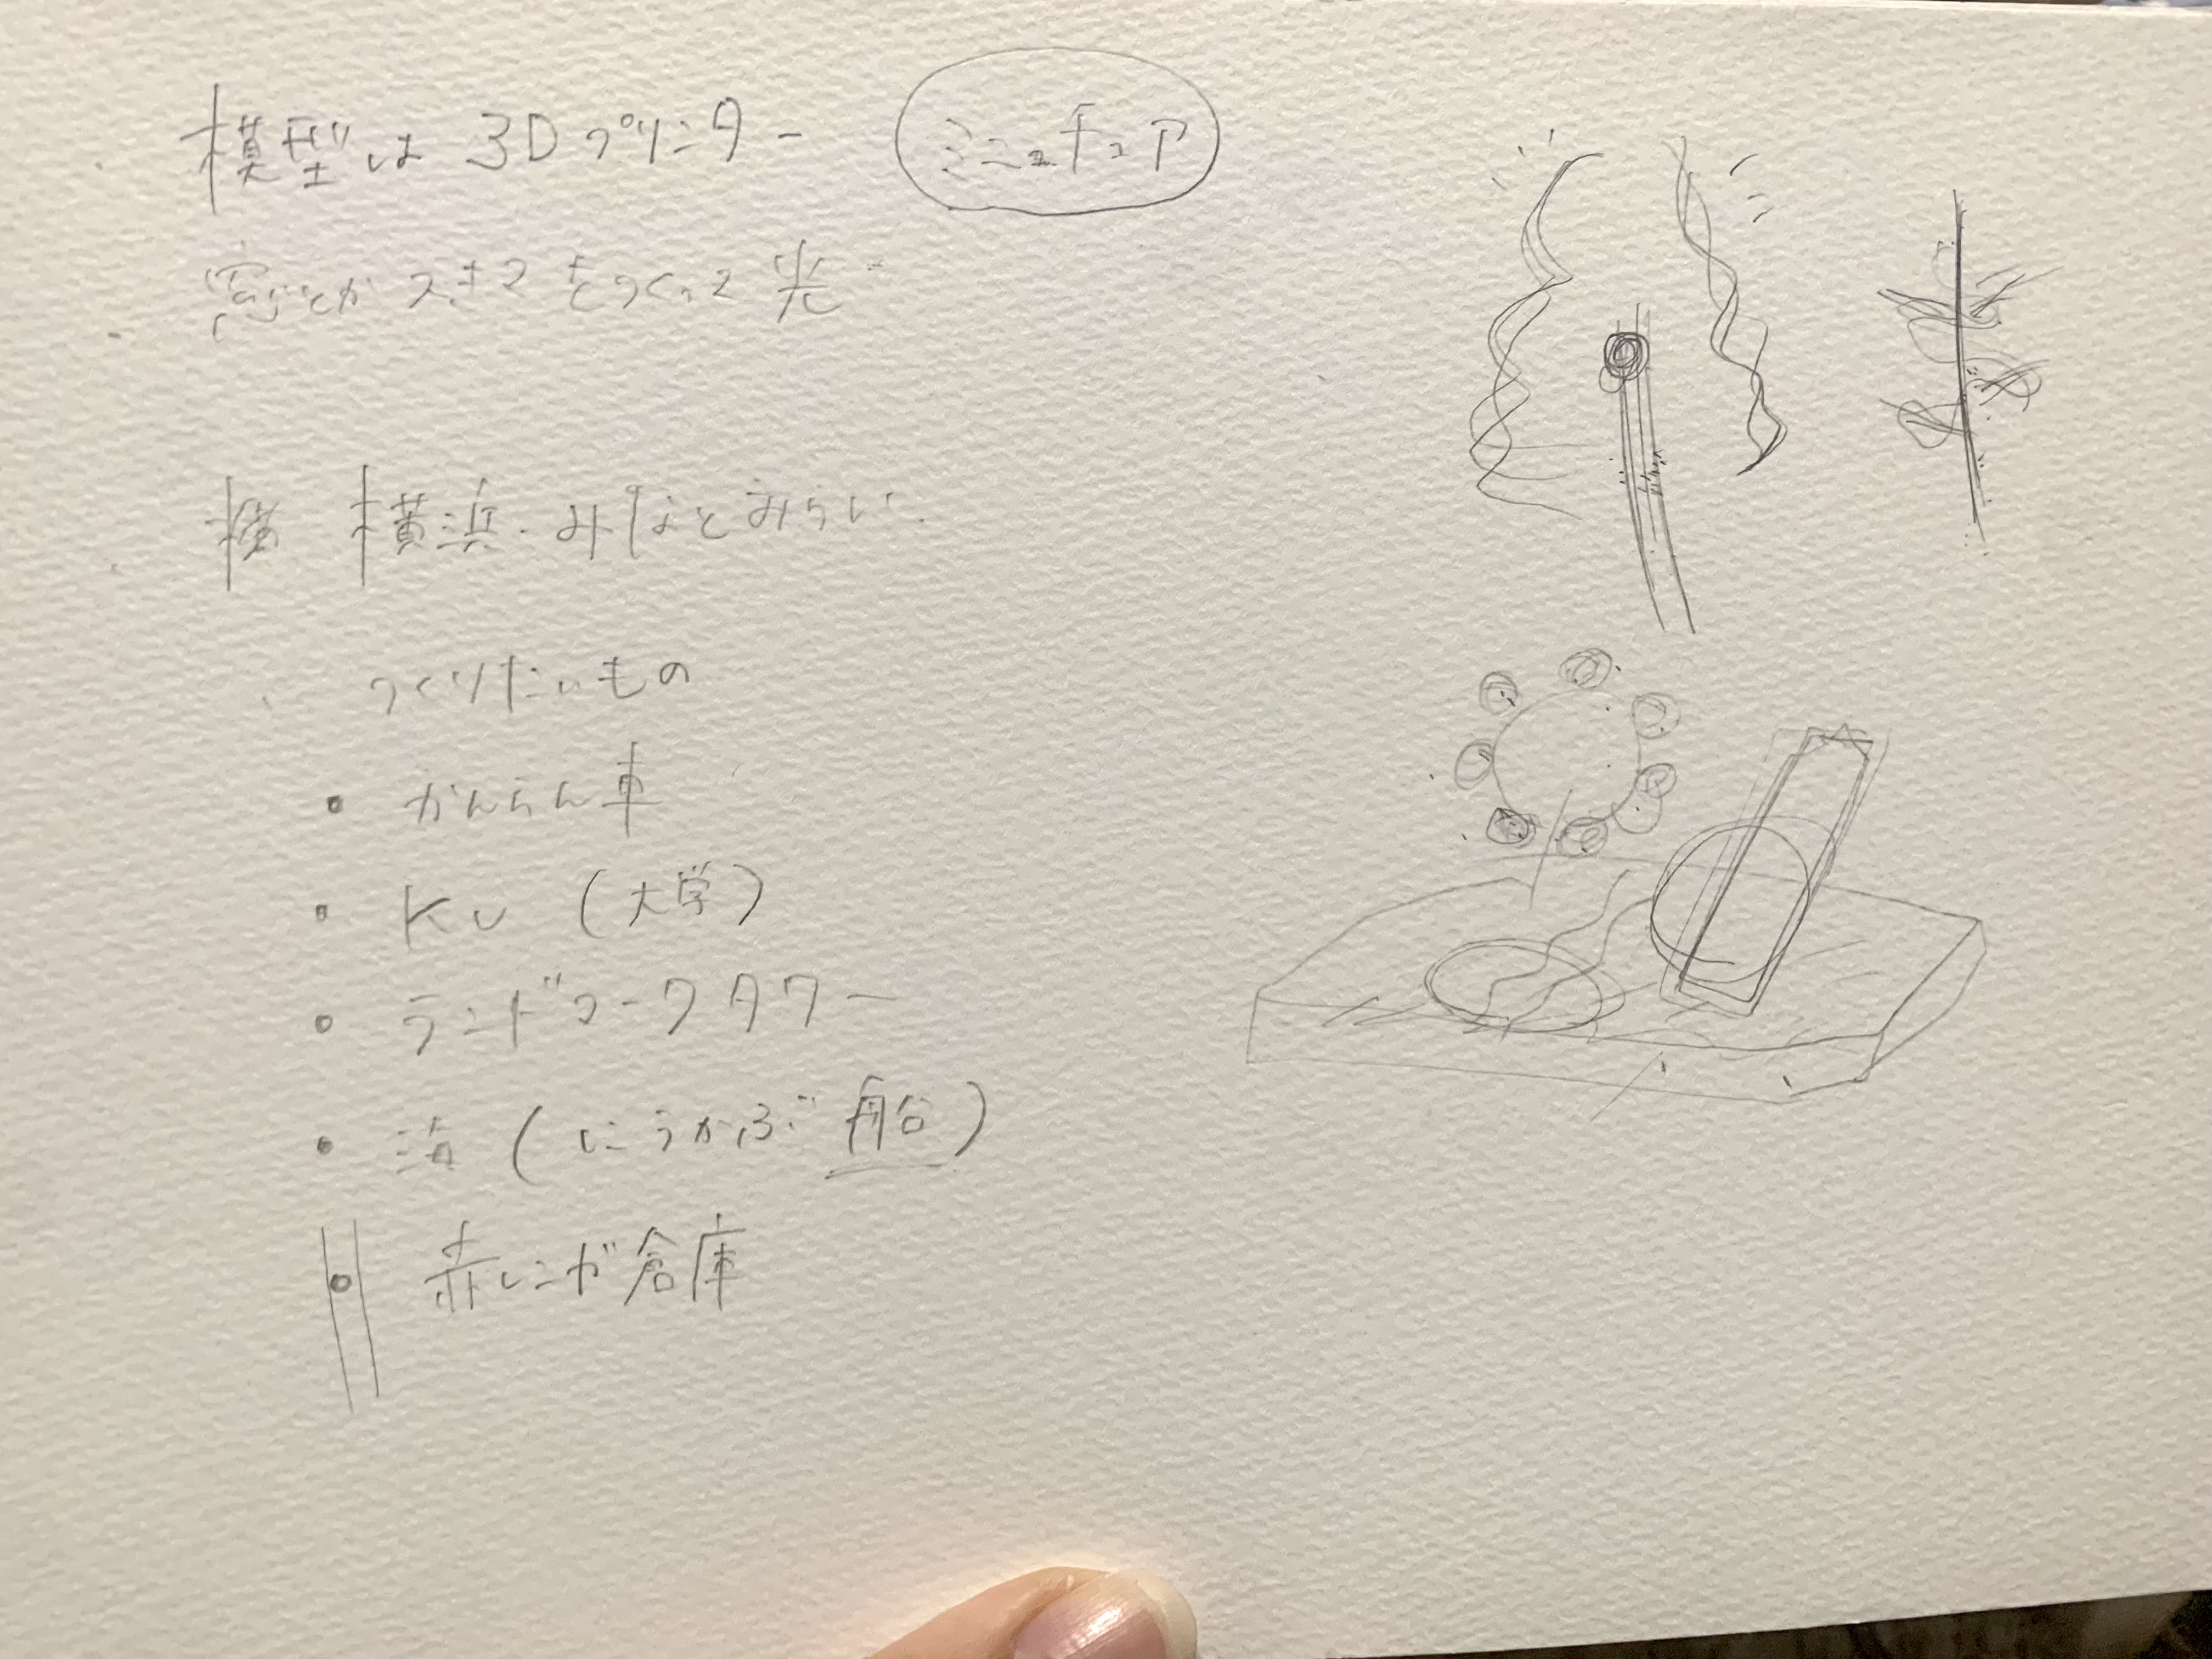 模型は 3Dプリンター ミニュチュア
窓とかスキマをつくって光
横 横浜・みなとみらい
つくりたいもの
・ かんらん車
・ KU (大学)
・ ランドマークタワー
・ 海 (にうかぶ船)
・ 赤レンガ倉庫